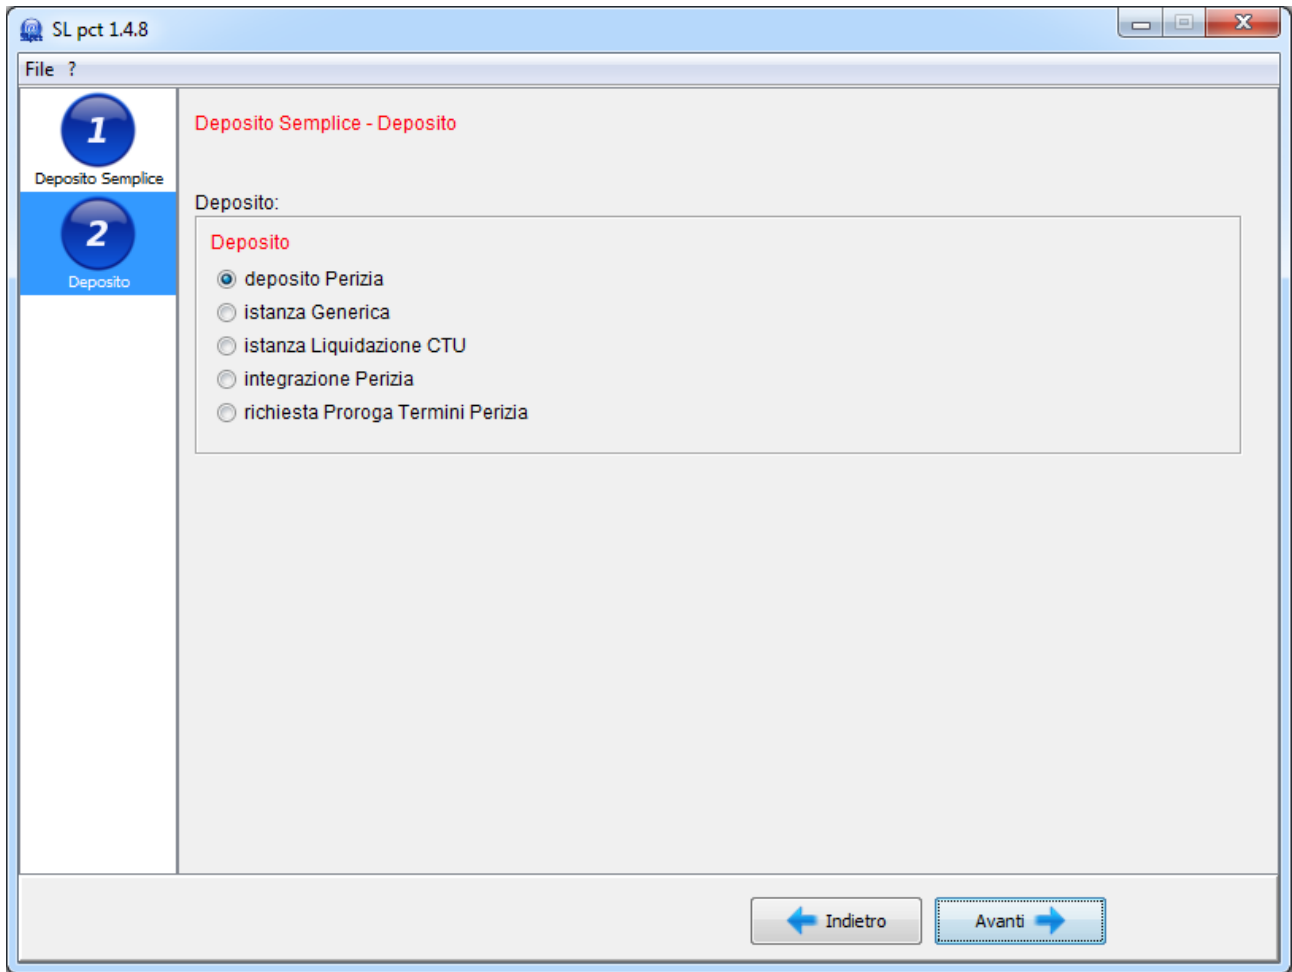 SL pct 1.4.8
File ?
1
Deposito Semplice
2
Deposito
Deposito Semplice - Deposito
Deposito:
Deposito
deposito Perizia
istanza Generica
istanza Liquidazione CTU
integrazione Perizia
richiesta Proroga Termini Perizia
Indietro
Avanti